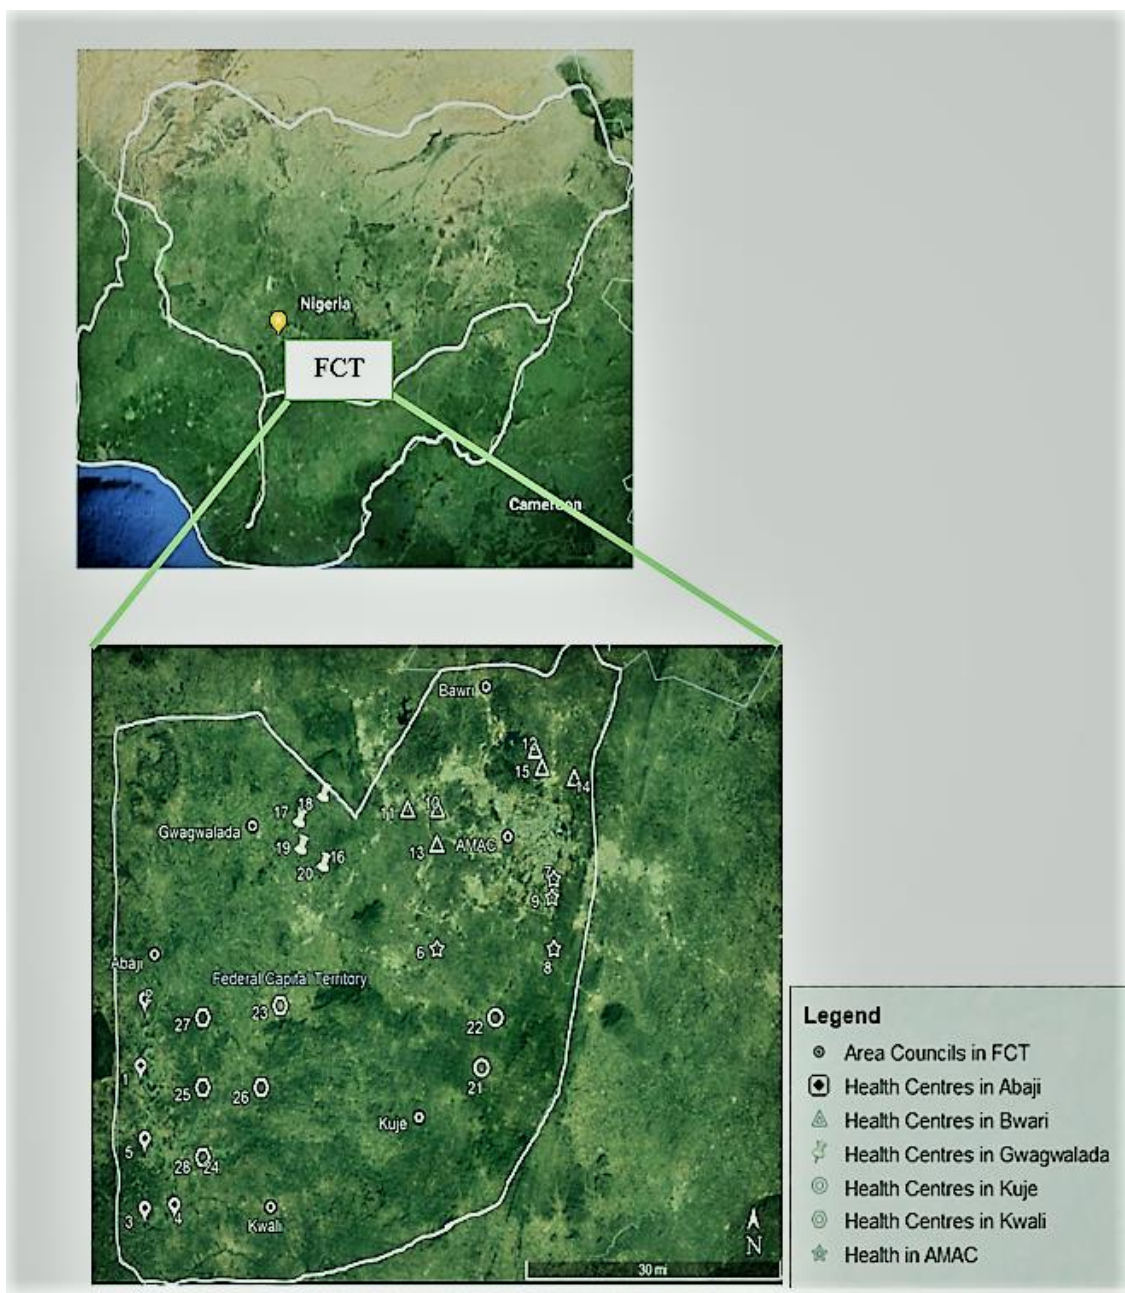 Nigeria
FCT
Cameroon
Bawri
12
15
14
18
17
11
10
Gwagwalada
AMAC
19
13
16
20
7
9
6
8
Abaji
Federal Capital Territory
2
23
27
22
1
25
26
21
Kuje
5
28
24
3
4
Kwali
N
30 mi
Legend
Area Councils in FCT
Health Centres in Abaji
Health Centres in Bwari
Health Centres in Gwagwalada
Health Centres in Kuje
Health Centres in Kwali
Health in AMAC